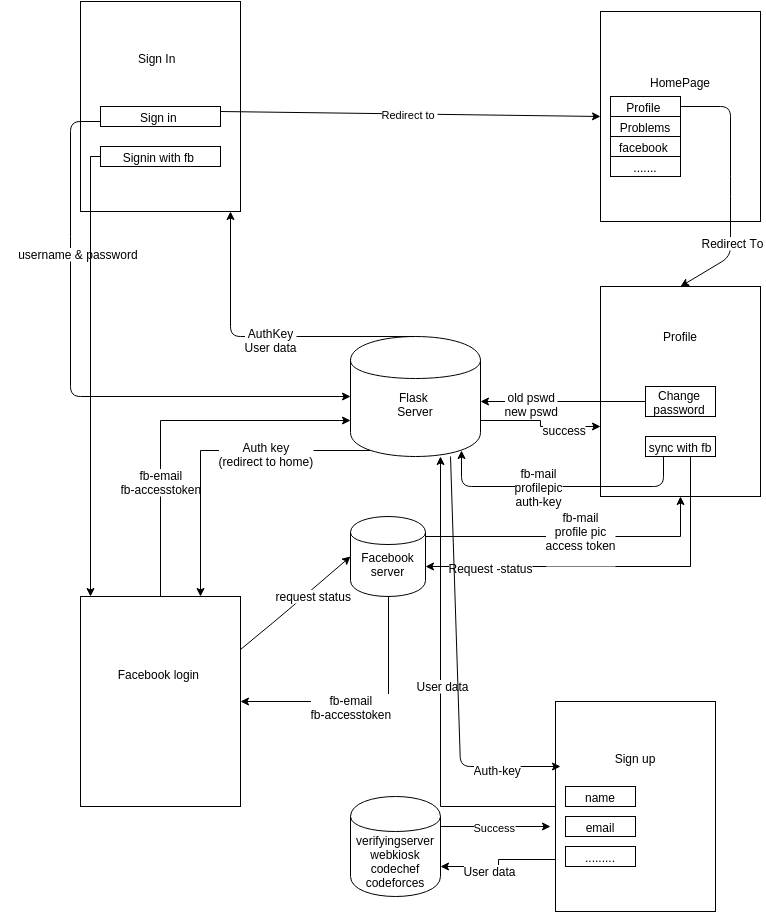 Sign In
HomePage
Sign in
Redirect to
Profile
Problems
Signin with fb
facebook
.......
username & password
Redirect To
AuthKey
User data
Profile
Flask
Server
old pswd
new pswd
Change
password
success
Auth key
(redirect to home)
sync with fb
fb-email
fb-accesstoken
fb-mail
profilepic
auth-key
fb-mail
profile pic
access token
Facebook
server
Request -status
request status
Facebook login
User data
fb-email
fb-accesstoken
Sign up
Auth-key
name
Success
email
verifyingserver
webkiosk
codechef
codeforces
.........
User data